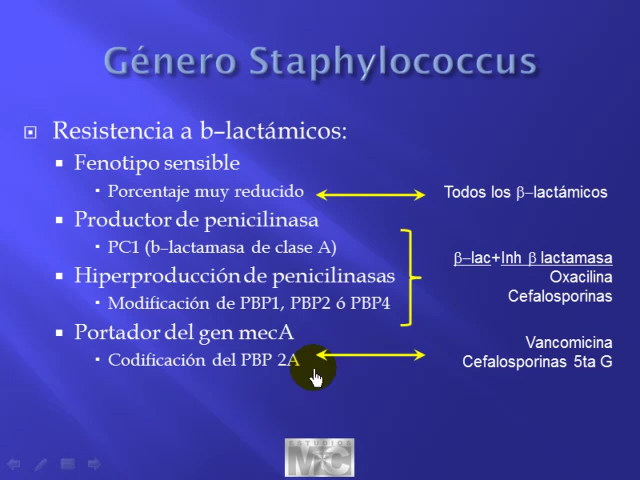 Género Staphylococcus
Resistencia a b–lactámicos:
Fenotipo sensible
Porcentaje muy reducido
Todos los β–lactámicos
Productor de penicilinasa
PC1 (b–lactamasa de clase A)
Hiperproducción de penicilinasas
Modificación de PBP1, PBP2 ó PBP4
β–lac+Inh β lactamasa
Oxacilina
Cefalosporinas
Portador del gen mecA
Codificación del PBP 2A
Vancomicina
Cefalosporinas 5ta G
ESTUDIOS
MC